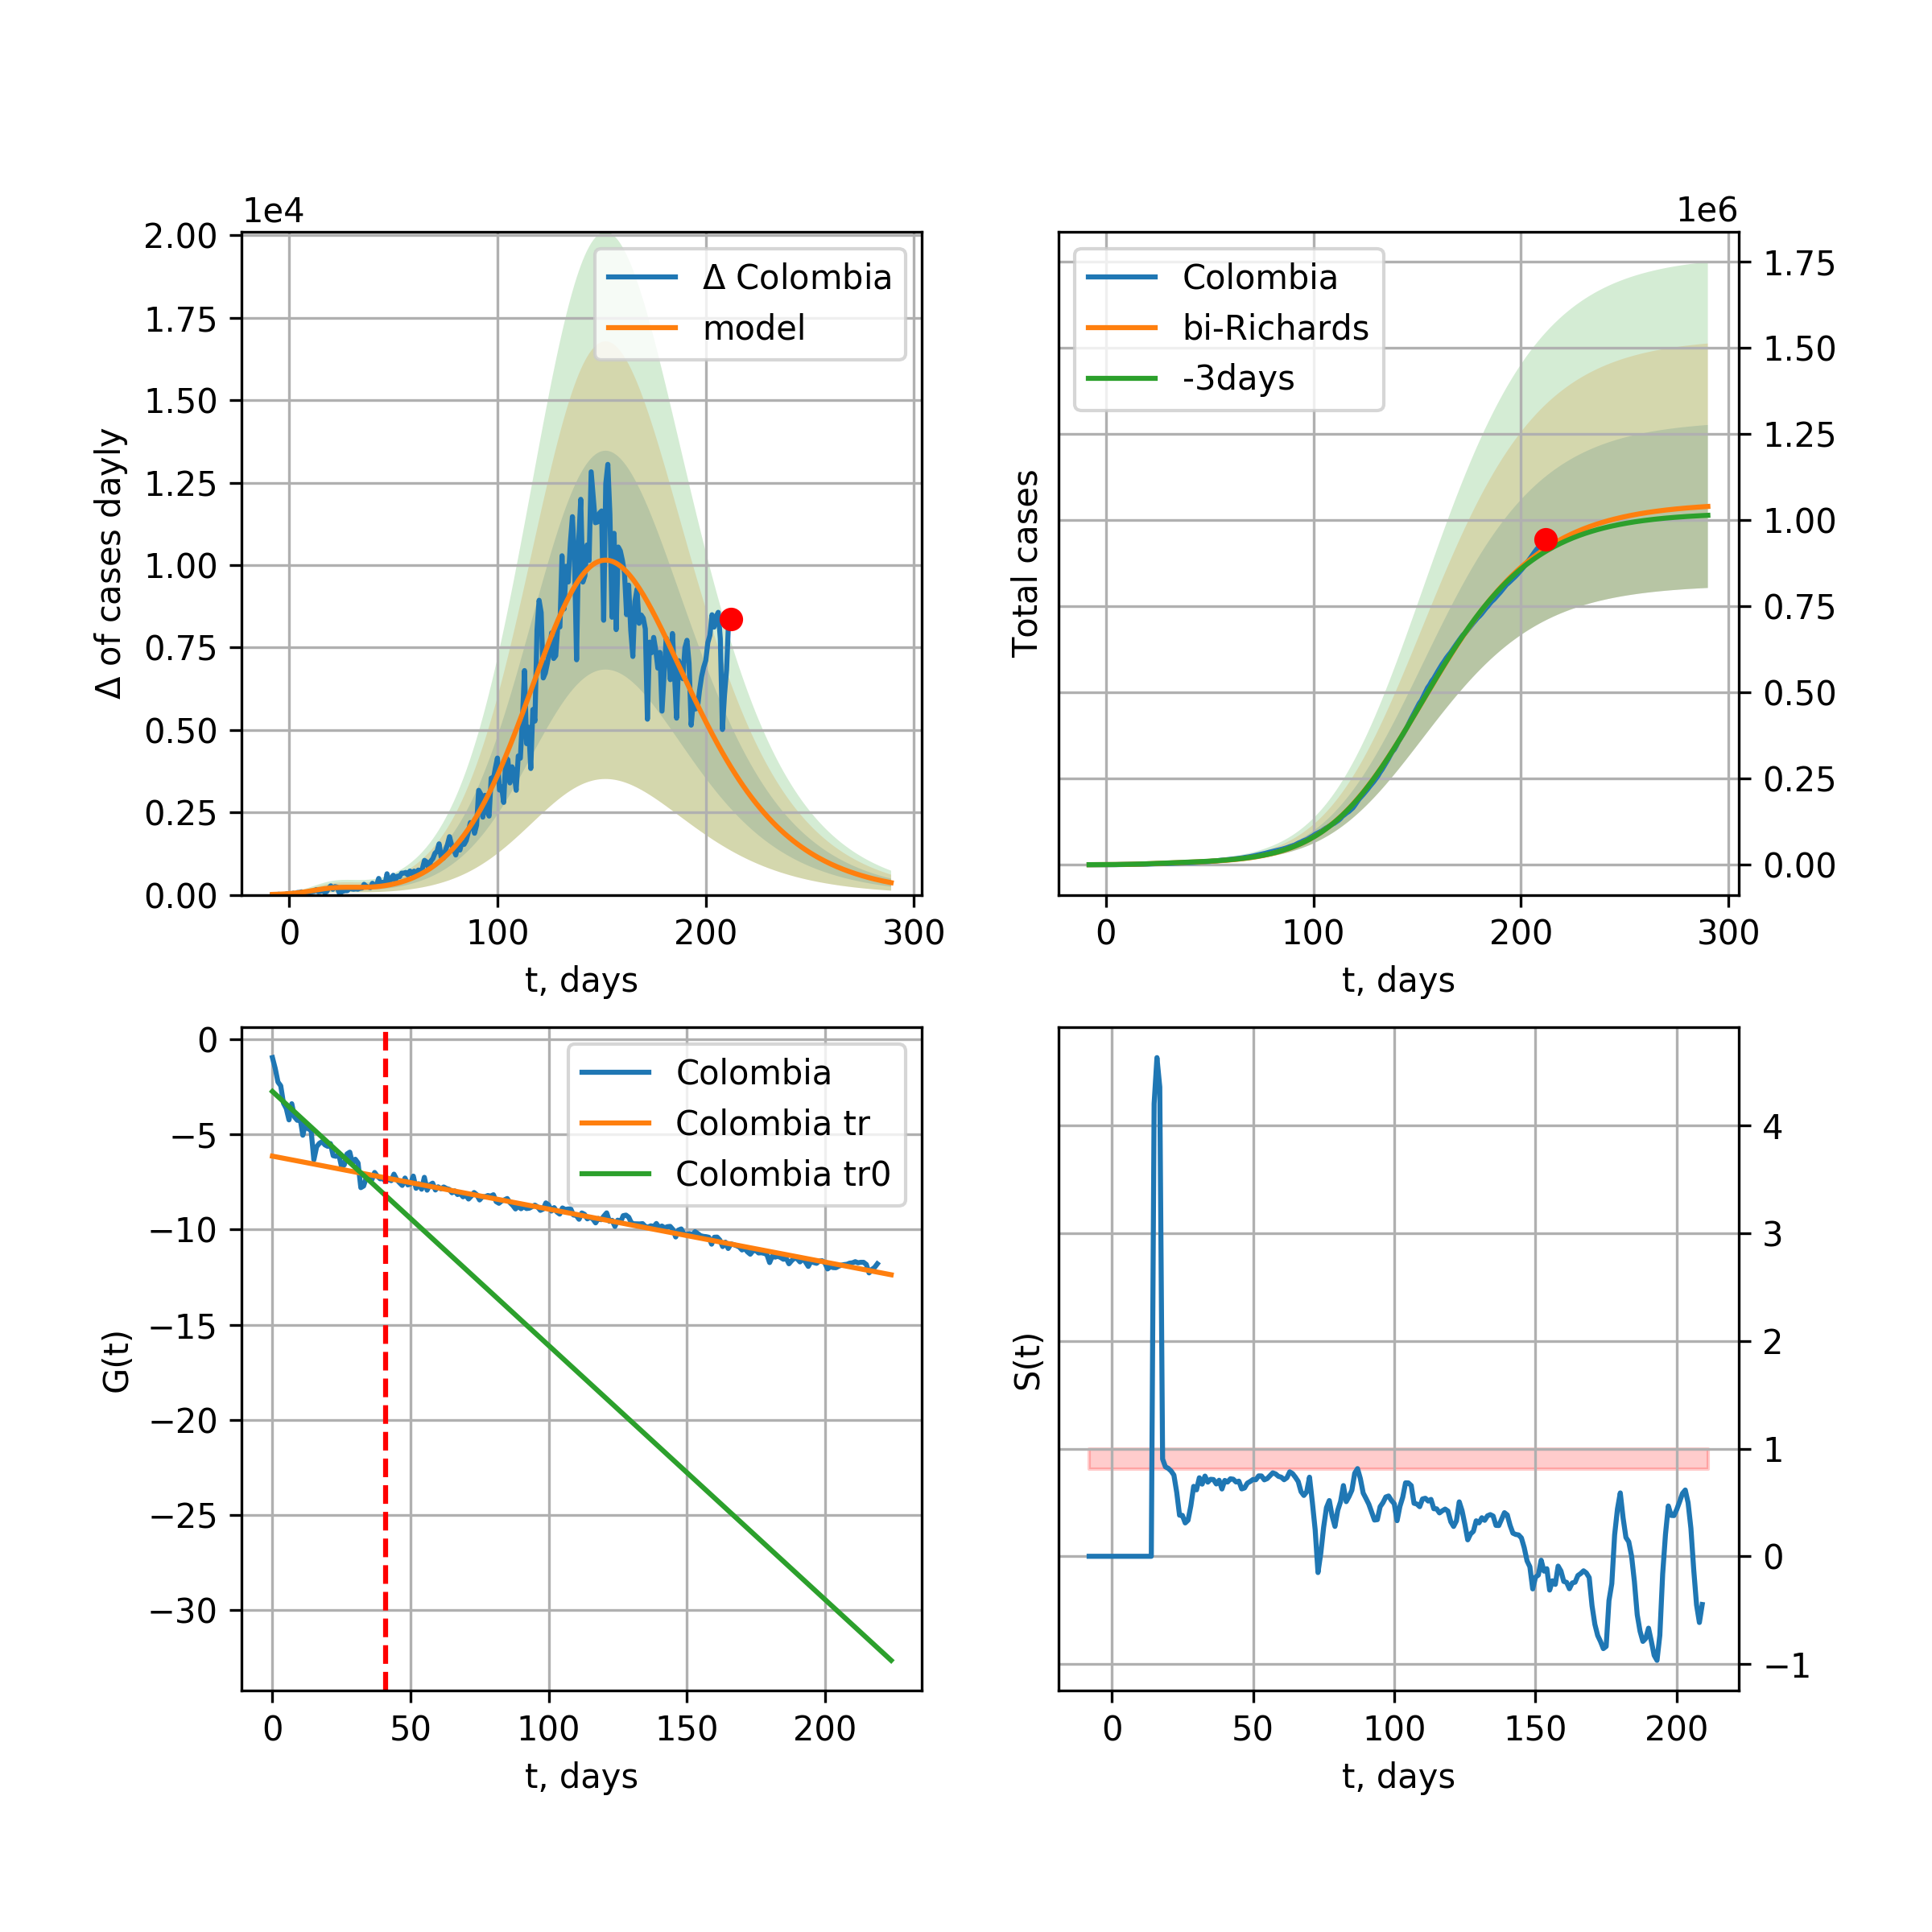 1e4
2.00
1.75
1.50
1.25
1.00
0.75
0.50
0.25
0.00
Δ of cases dayly
Δ Colombia
model
0 100 200 300
t, days
1e6
1.75
1.50
1.25
1.00
0.75
0.50
0.25
0.00
Total cases
Colombia
bi-Richards
-3days
0 100 200 300
t, days
0
−5
−10
−15
−20
−25
−30
G(t)
Colombia
Colombia tr
Colombia tr0
0 50 100 150 200
t, days
4
3
2
1
0
−1
S(t)
0 50 100 150 200
t, days